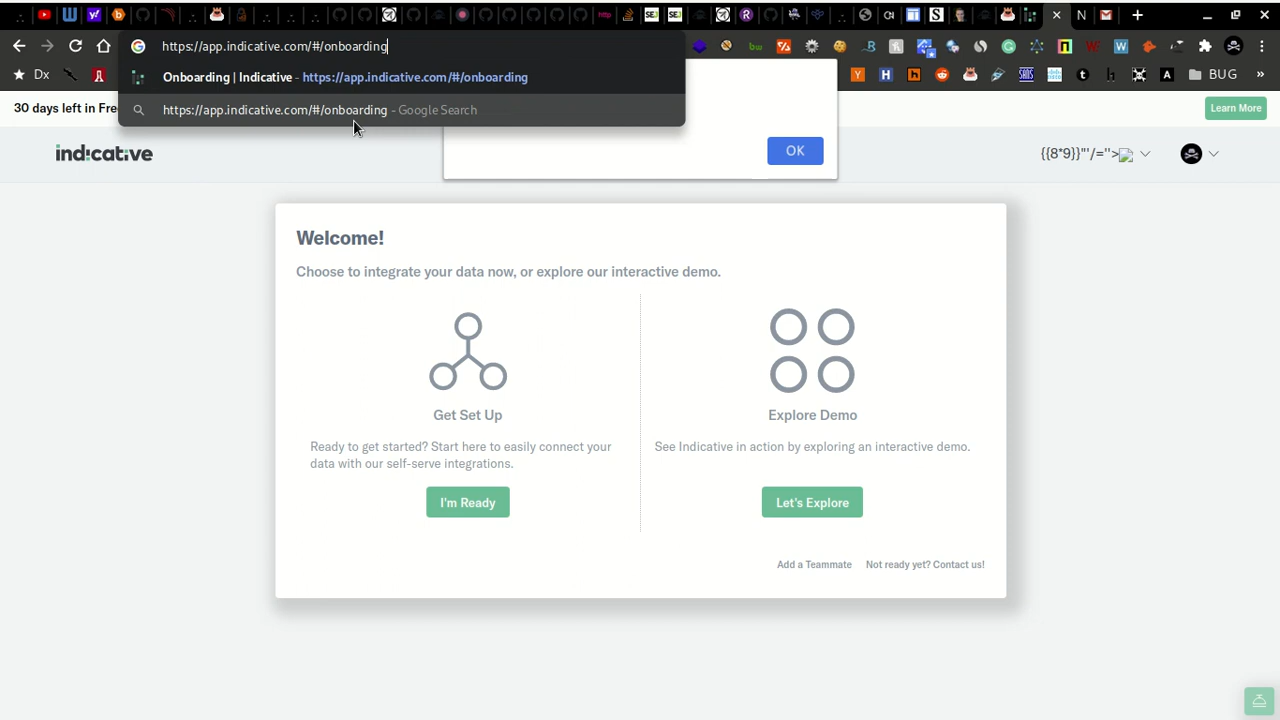 https://app.indicative.com/#/onboarding
Onboarding | Indicative - https://app.indicative.com/#/onboarding
Dx
BUG »
https://app.indicative.com/#/onboarding - Google Search
30 days left in Fre
Learn More
OK
ind!cat:ve
{{8*9}}"'/=">
Welcome!
Choose to integrate your data now, or explore our interactive demo.
Get Set Up
Ready to get started? Start here to easily connect your
data with our self-serve integrations.
I'm Ready
Explore Demo
See Indicative in action by exploring an interactive demo.
Let's Explore
Add a Teammate
Not ready yet? Contact us!